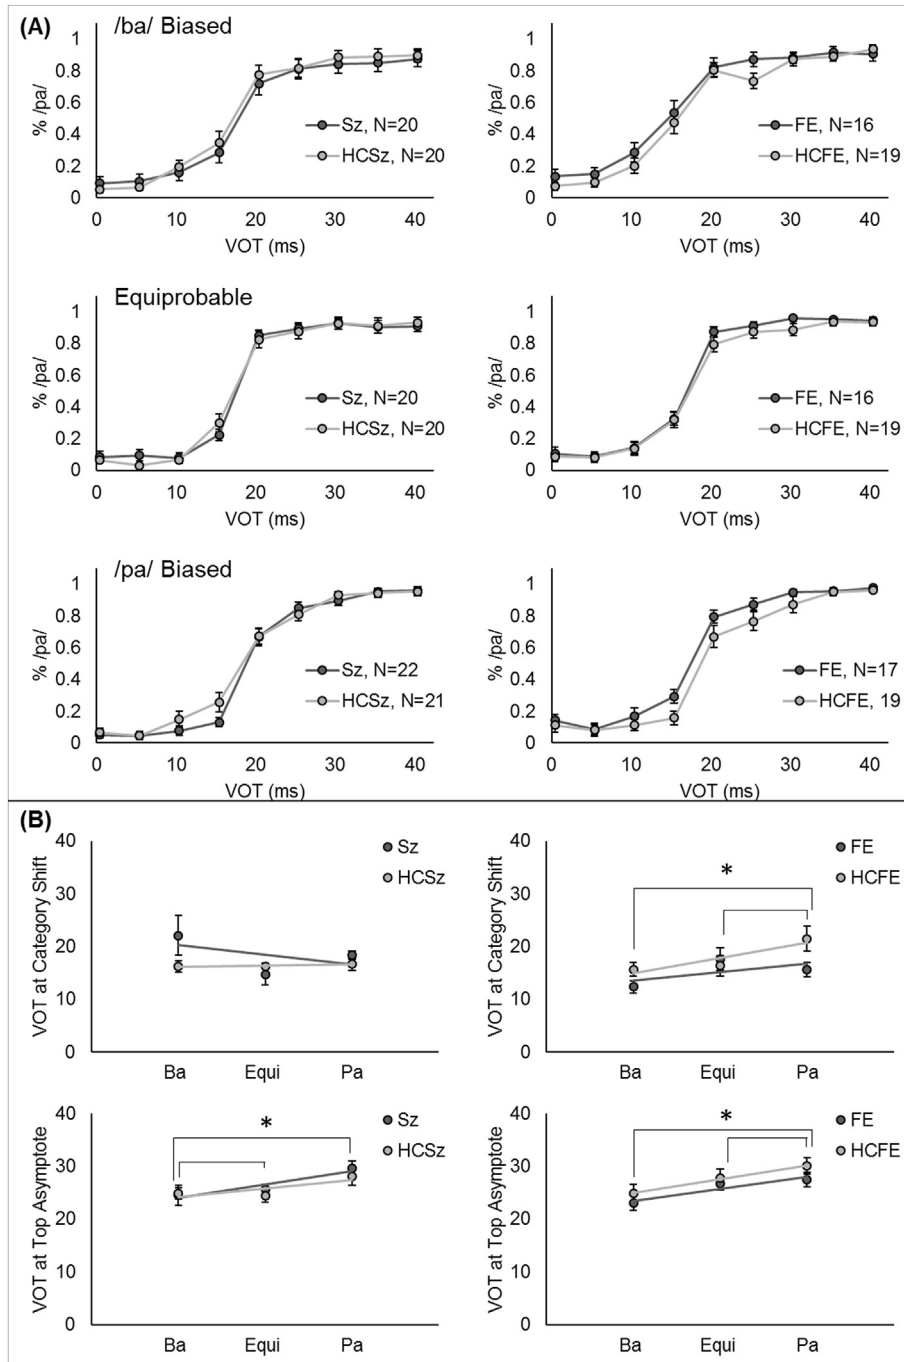 (A)
/ba/ Biased
1
0.8
0.6
0.4
0.2
0
% /pa/
Sz, N=20
HCSz, N=20
0 10 20 30 40
VOT (ms)
1
0.8
0.6
0.4
0.2
0
% /pa/
FE, N=16
HCFE, N=19
0 10 20 30 40
VOT (ms)
Equiprobable
1
0.8
0.6
0.4
0.2
0
% /pa/
Sz, N=20
HCSz, N=20
0 10 20 30 40
VOT (ms)
1
0.8
0.6
0.4
0.2
0
% /pa/
FE, N=16
HCFE, N=19
0 10 20 30 40
VOT (ms)
/pa/ Biased
1
0.8
0.6
0.4
0.2
0
% /pa/
Sz, N=22
HCSz, N=21
0 10 20 30 40
VOT (ms)
1
0.8
0.6
0.4
0.2
0
% /pa/
FE, N=17
HCFE, 19
0 10 20 30 40
VOT (ms)
(B)
40
30
20
10
0
VOT at Category Shift
Sz
HCSz
Ba Equi Pa
40
30
20
10
0
VOT at Category Shift
*
FE
HCFE
Ba Equi Pa
40
30
20
10
0
VOT at Top Asymptote
*
Sz
HCSz
Ba Equi Pa
40
30
20
10
0
VOT at Top Asymptote
*
FE
HCFE
Ba Equi Pa